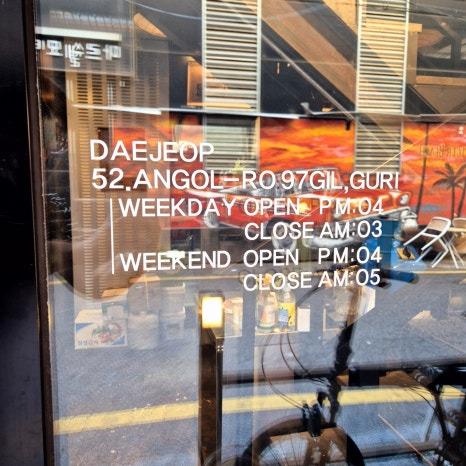 DAEJEOP
52,ANGOL-RO 97GIL,GURI
WEEKDAY OPEN PM:04
CLOSE AM:03
WEEKEND OPEN PM:04
CLOSE AM:05